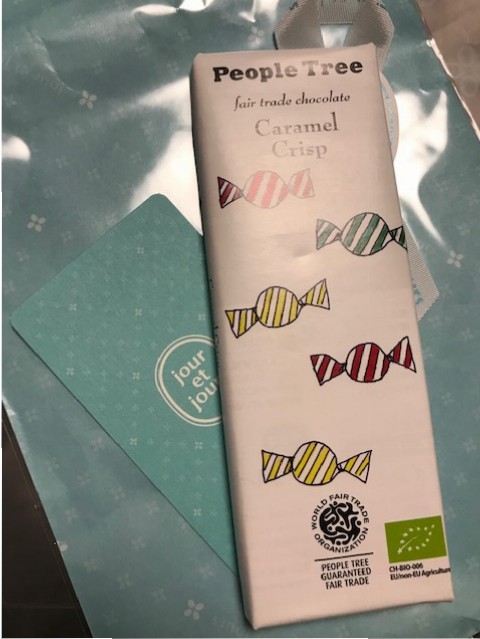 People Tree
fair trade chocolate
Caramel
Crisp
jour
et
jou
WORLD FAIR TRADE
ORGANIZATION
PEOPLE TREE
GUARANTEED
FAIR TRADE
CH-BIO-006
EU/non-EU Agriculture